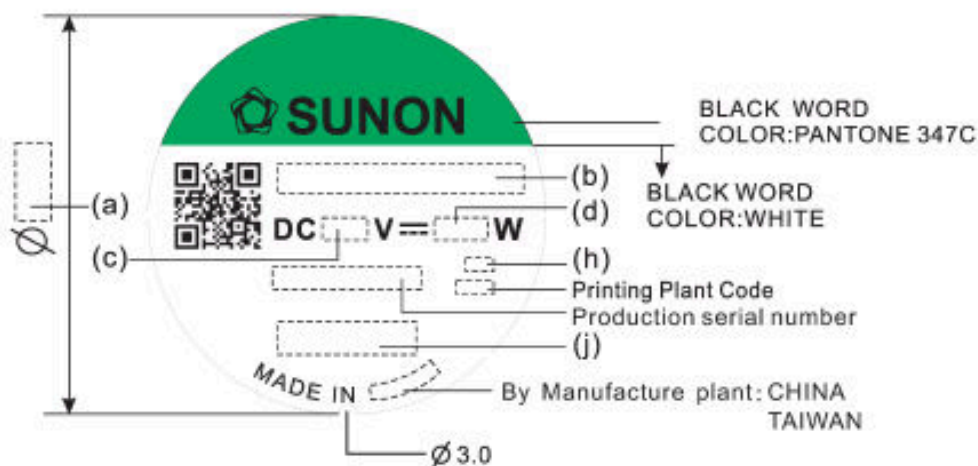 SUNON
BLACK WORD
COLOR:PANTONE 347C
BLACK WORD
COLOR:WHITE
(a)
(b)
(d)
DC V⎓ W
(c)
(h)
Printing Plant Code
Production serial number
(j)
MADE IN
By Manufacture plant: CHINA
TAIWAN
Ø
Ø 3.0